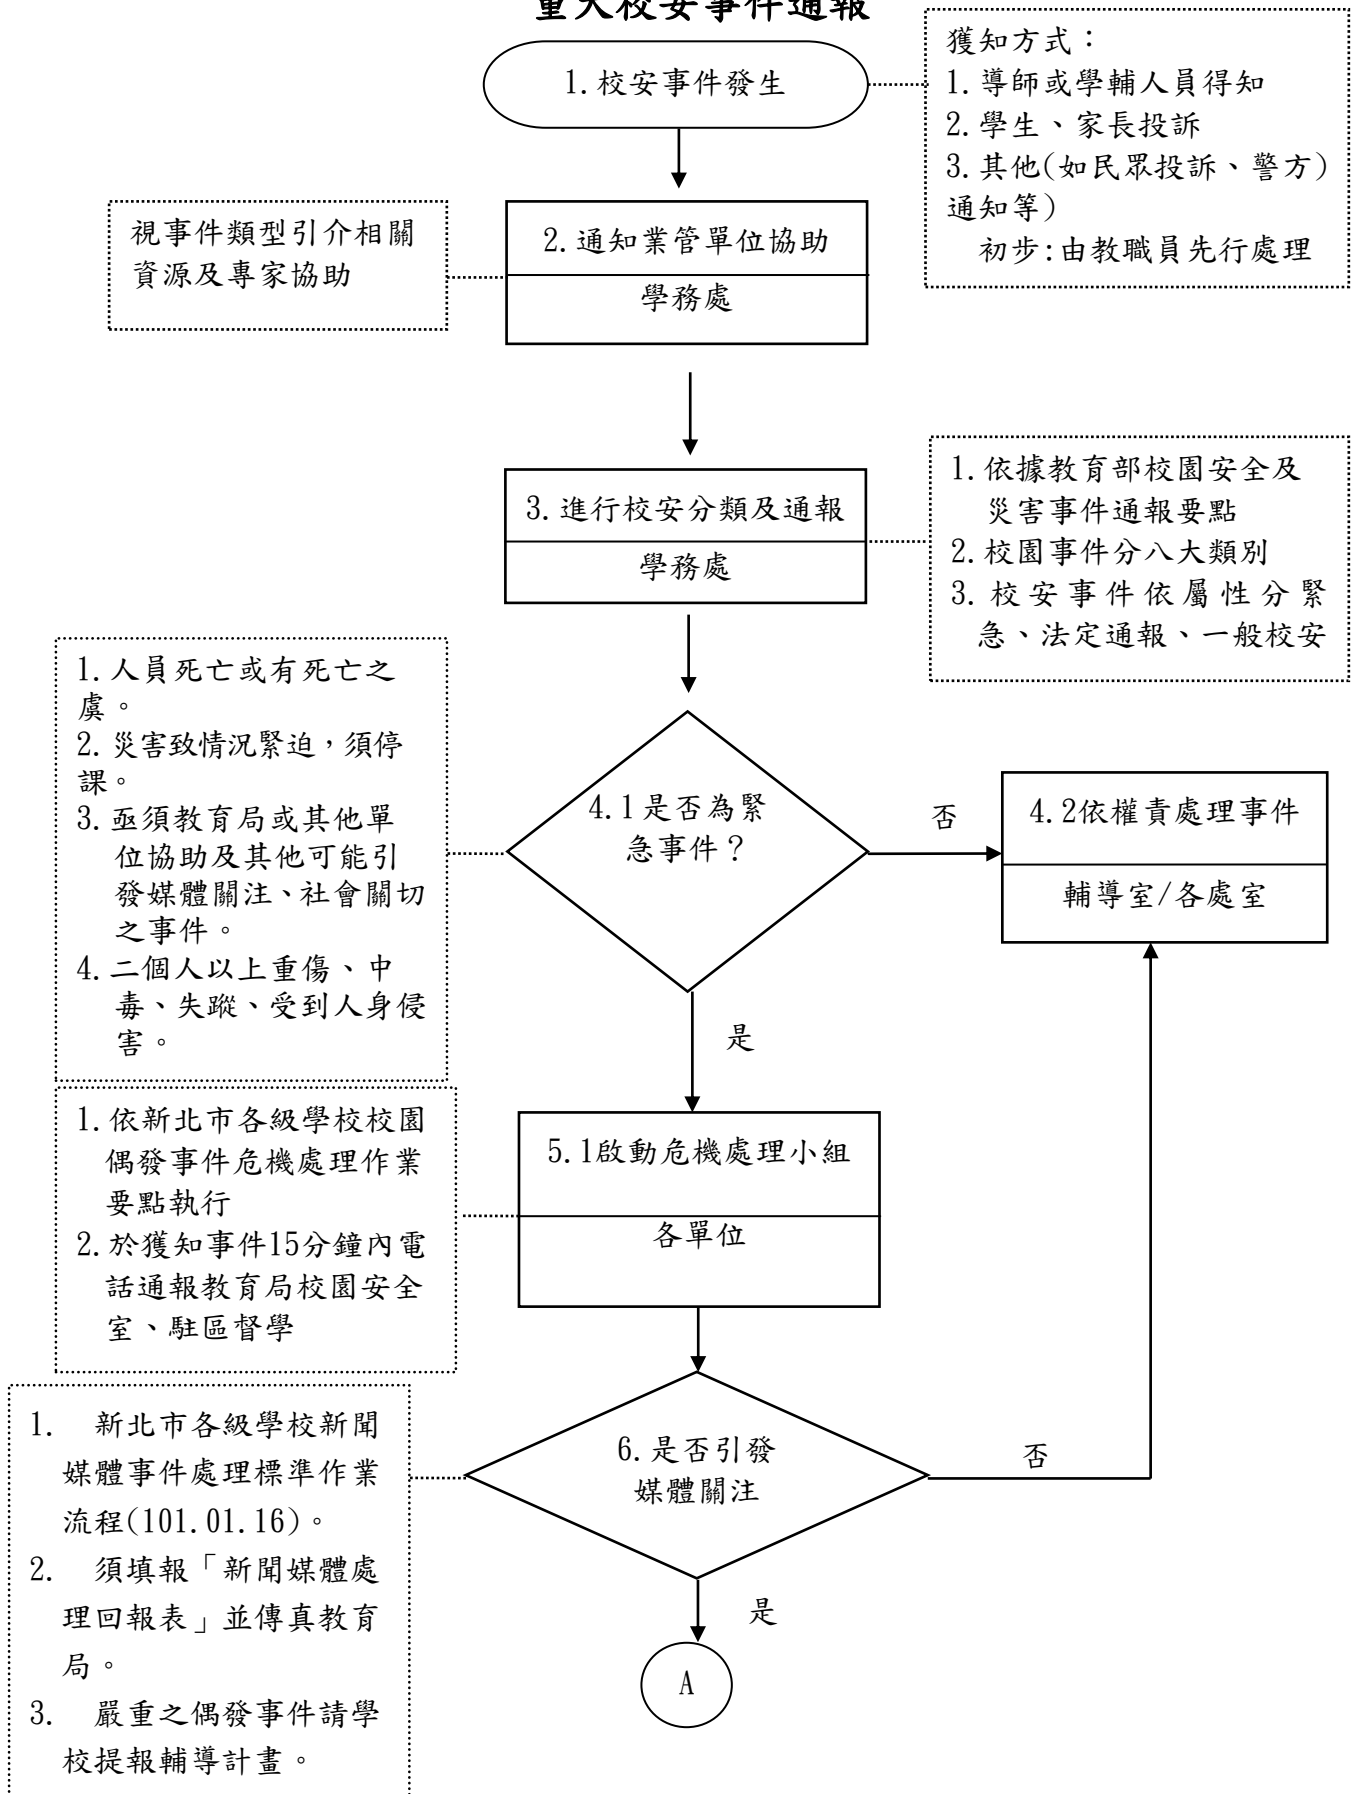 重大校安事件通報
1.校安事件發生
獲知方式：
1.導師或學輔人員得知
2.學生、家長投訴
3.其他(如民眾投訴、警方)
通知等)
初步:由教職員先行處理
視事件類型引介相關
資源及專家協助
2.通知業管單位協助
學務處
3.進行校安分類及通報
學務處
1.依據教育部校園安全及
災害事件通報要點
2.校園事件分八大類別
3.校安事件依屬性分緊
急、法定通報、一般校安
1.人員死亡或有死亡之
虞。
2.災害致情況緊迫，須停
課。
3.亟須教育局或其他單
位協助及其他可能引
發媒體關注、社會關切
之事件。
4.二個人以上重傷、中
毒、失蹤、受到人身侵
害。
4.1是否為緊
急事件？
否
4.2依權責處理事件
輔導室/各處室
是
1.依新北市各級學校校園
偶發事件危機處理作業
要點執行
2.於獲知事件15分鐘內電
話通報教育局校園安全
室、駐區督學
5.1啟動危機處理小組
各單位
1. 新北市各級學校新聞
媒體事件處理標準作業
流程(101.01.16)。
2. 須填報「新聞媒體處
理回報表」並傳真教育
局。
3. 嚴重之偶發事件請學
校提報輔導計畫。
6.是否引發
媒體關注
否
是
A